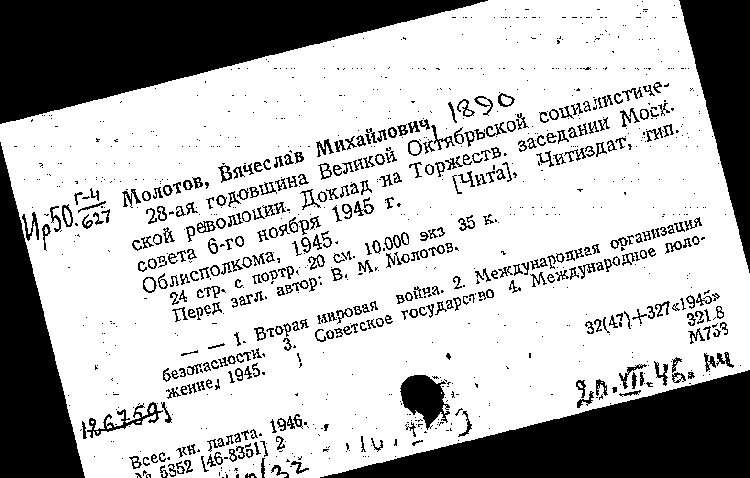 Молотов, Вячеслав Михайлович, 1890
28-ая годовщина Великой Октябрьской социалистиче-
ской революции. Доклад на Торжеств. заседании Моск.
совета 6-го ноября 1945 г. [Чита], Читиздат, тип.
Облисполкома, 1945.
24 стр. с портр. 20 см. 10.000 экз 35 к.
Перед загл. автор: В. М. Молотов.
Ир50. Г-4/627
— — 1. Вторая мировая война. 2. Международная организация
безопасности. 3. Советское государство 4. Международное поло-
жение, 1945.
32(47)+327«1945»
321.8
М753
126759
20.VII.46.
Всес. кн. палата. 1946.
№ 5852 [46-8351] 2